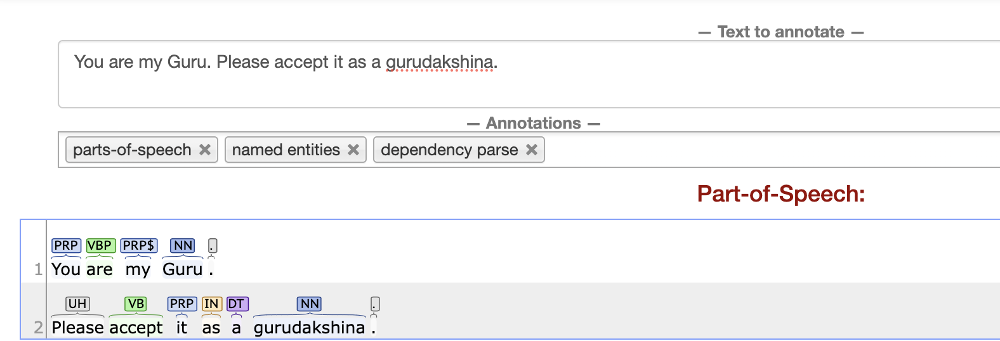 — Text to annotate —
You are my Guru. Please accept it as a gurudakshina.
— Annotations —
parts-of-speech ✖ named entities ✖ dependency parse ✖
Part-of-Speech:
PRP VBP PRP$ NN .
1 You are my Guru .
UH VB PRP IN DT NN .
2 Please accept it as a gurudakshina .